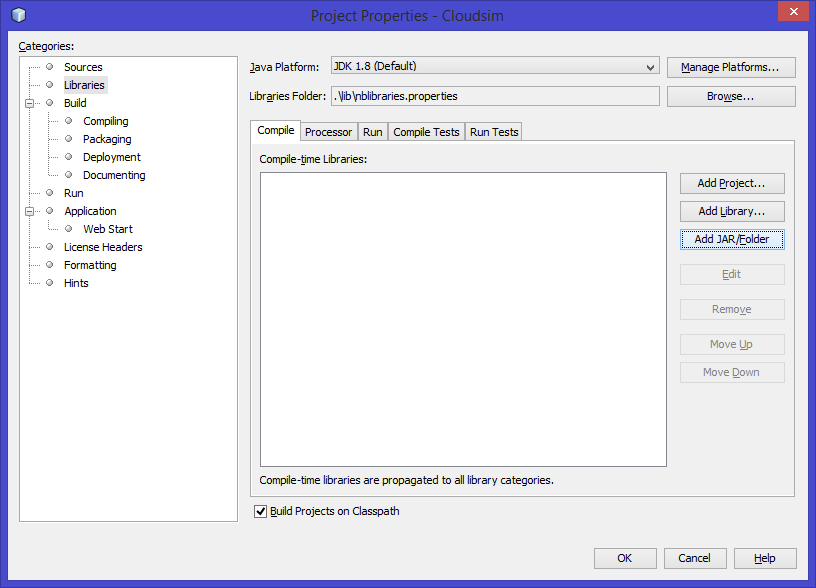 Project Properties - Cloudsim
Categories:
Sources
Libraries
Build
Compiling
Packaging
Deployment
Documenting
Run
Application
Web Start
License Headers
Formatting
Hints
Java Platform: JDK 1.8 (Default) Manage Platforms...
Libraries Folder: .\lib\nblibraries.properties Browse...
Compile Processor Run Compile Tests Run Tests
Compile-time Libraries:
Add Project...
Add Library...
Add JAR/Folder
Edit
Remove
Move Up
Move Down
Compile-time libraries are propagated to all library categories.
Build Projects on Classpath
OK Cancel Help